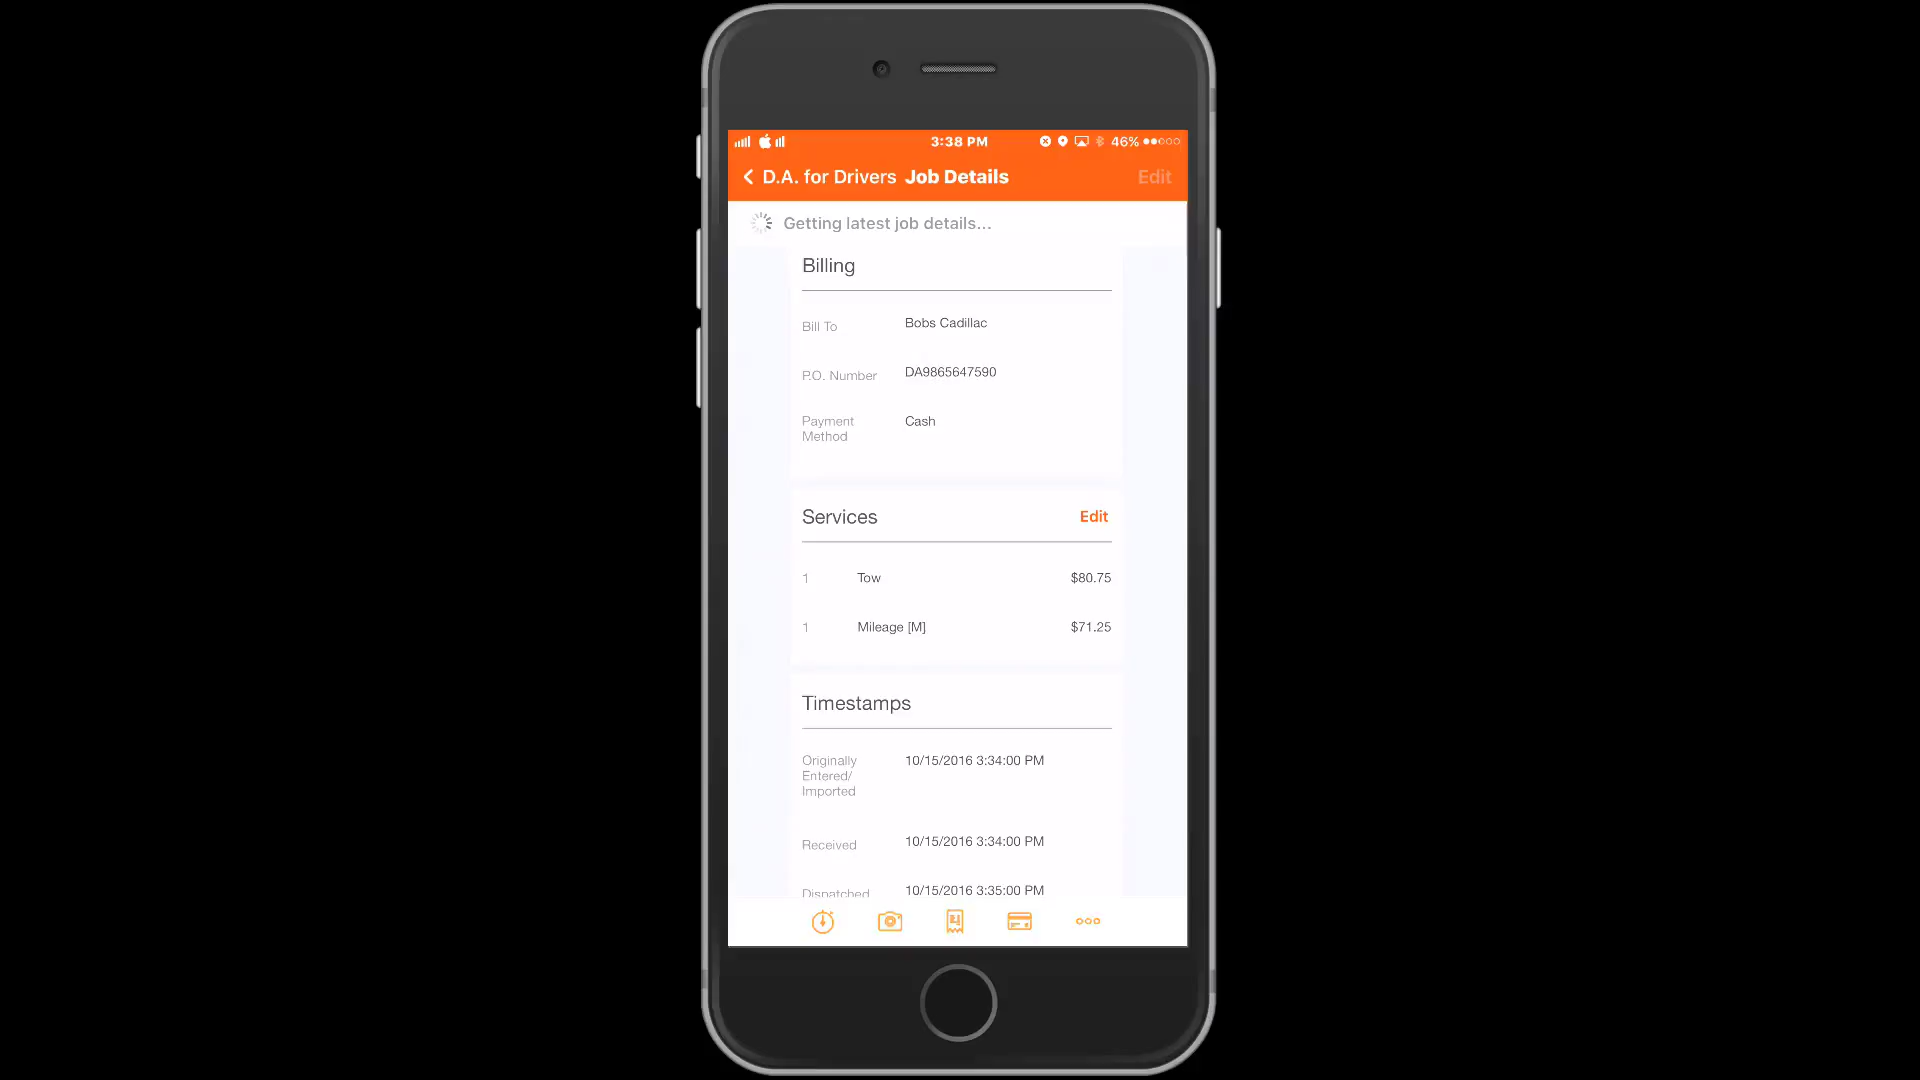 3:38 PM
46%
D.A. for Drivers Job Details Edit
Getting latest job details...
Billing
Bill To Bobs Cadillac
P.O. Number DA9865647590
Payment Method Cash
Services Edit
1 Tow $80.75
1 Mileage [M] $71.25
Timestamps
Originally Entered/ Imported 10/15/2016 3:34:00 PM
Received 10/15/2016 3:34:00 PM
Dispatched 10/15/2016 3:35:00 PM